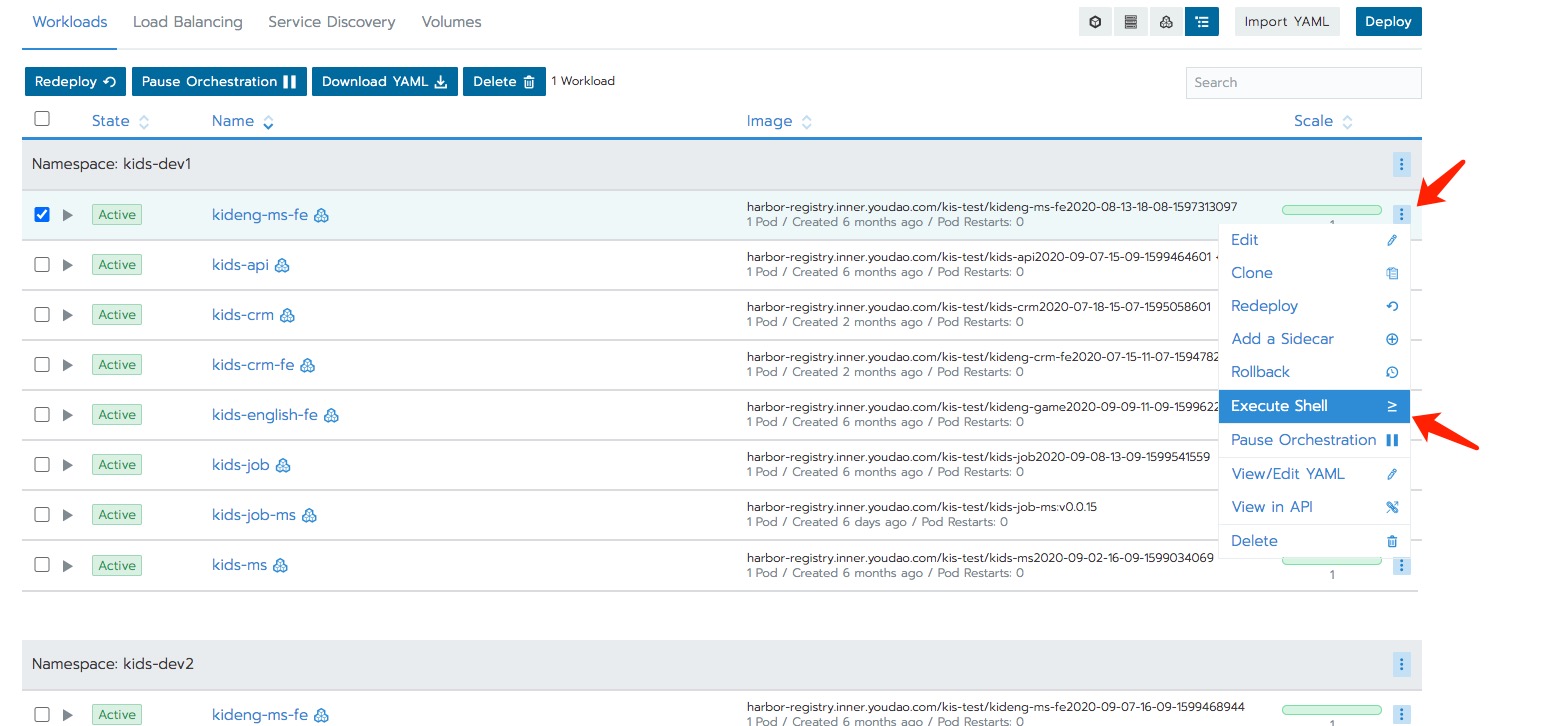 Workloads Load Balancing Service Discovery Volumes Import YAML Deploy
Redeploy Pause Orchestration Download YAML Delete 1 Workload Search
State Name Image Scale
Namespace: kids-dev1
Active kideng-ms-fe harbor-registry.inner.youdao.com/kis-test/kideng-ms-fe2020-08-13-18-08-1597313097
1 Pod / Created 6 months ago / Pod Restarts: 0
Edit
Active kids-api harbor-registry.inner.youdao.com/kis-test/kids-api2020-09-07-15-09-1599464601
1 Pod / Created 6 months ago / Pod Restarts: 0
Clone
Redeploy
Active kids-crm harbor-registry.inner.youdao.com/kis-test/kids-crm2020-07-18-15-07-1595058601
1 Pod / Created 2 months ago / Pod Restarts: 0
Add a Sidecar
Active kids-crm-fe harbor-registry.inner.youdao.com/kis-test/kideng-crm-fe2020-07-15-11-07-1594782
1 Pod / Created 2 months ago / Pod Restarts: 0
Rollback
Execute Shell
Active kids-english-fe harbor-registry.inner.youdao.com/kis-test/kideng-game2020-09-09-11-09-1599622
1 Pod / Created 6 months ago / Pod Restarts: 0
Pause Orchestration
Active kids-job harbor-registry.inner.youdao.com/kis-test/kids-job2020-09-08-13-09-1599541559
1 Pod / Created 6 months ago / Pod Restarts: 0
View/Edit YAML
Active kids-job-ms harbor-registry.inner.youdao.com/kis-test/kids-job-ms:v0.0.15
1 Pod / Created 6 days ago / Pod Restarts: 0
View in API
Delete
Active kids-ms harbor-registry.inner.youdao.com/kis-test/kids-ms2020-09-02-16-09-1599034069
1 Pod / Created 6 months ago / Pod Restarts: 0
1
Namespace: kids-dev2
Active kideng-ms-fe harbor-registry.inner.youdao.com/kis-test/kideng-ms-fe2020-09-07-16-09-1599468944
1 Pod / Created 6 months ago / Pod Restarts: 0